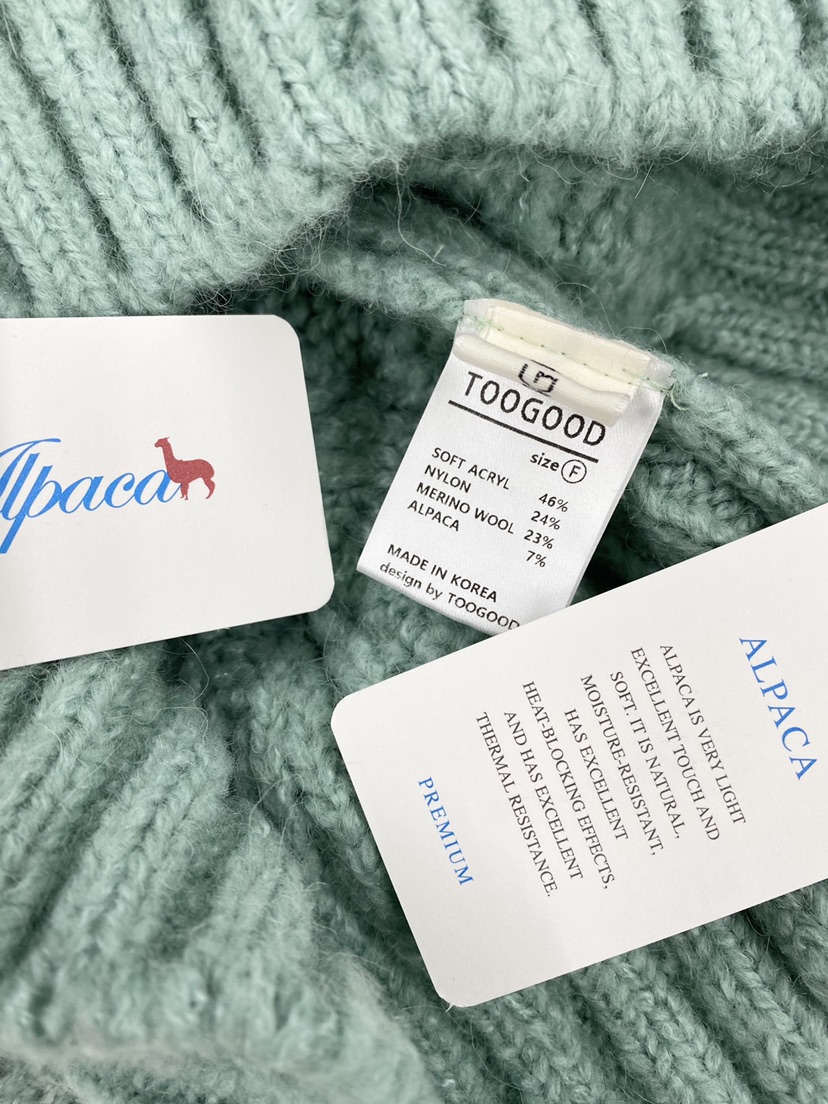 Alpaca
TOOGOOD
size F
SOFT ACRYL 46%
NYLON 24%
MERINO WOOL 23%
ALPACA 7%
MADE IN KOREA
design by TOOGOOD
ALPACA
ALPACA IS VERY LIGHT
EXCELLENT TOUCH AND
SOFT. IT IS NATURAL,
MOISTURE-RESISTANT,
HAS EXCELLENT
HEAT-BLOCKING EFFECTS,
AND HAS EXCELLENT
THERMAL RESISTANCE.
PREMIUM